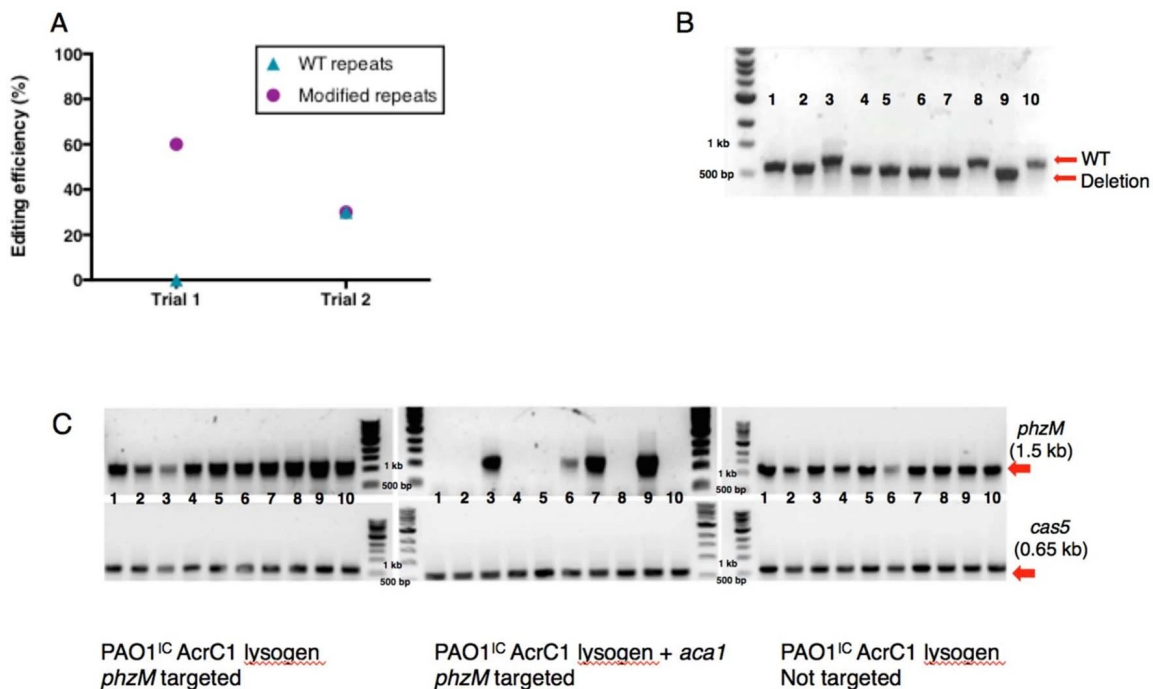 A
Editing efficiency (%)
100
80
60
40
20
0
WT repeats
Modified repeats
Trial 1
Trial 2
B
1 2 3 4 5 6 7 8 9 10
1 kb
500 bp
WT
Deletion
C
1 kb
500 bp
1 kb
500 bp
1 kb
500 bp
phzM
(1.5 kb)
1 2 3 4 5 6 7 8 9 10
1 2 3 4 5 6 7 8 9 10
1 2 3 4 5 6 7 8 9 10
1 kb
500 bp
1 kb
500 bp
1 kb
500 bp
cas5
(0.65 kb)
PAO1IC AcrC1 lysogen
phzM targeted
PAO1IC AcrC1 lysogen + aca1
phzM targeted
PAO1IC AcrC1 lysogen
Not targeted